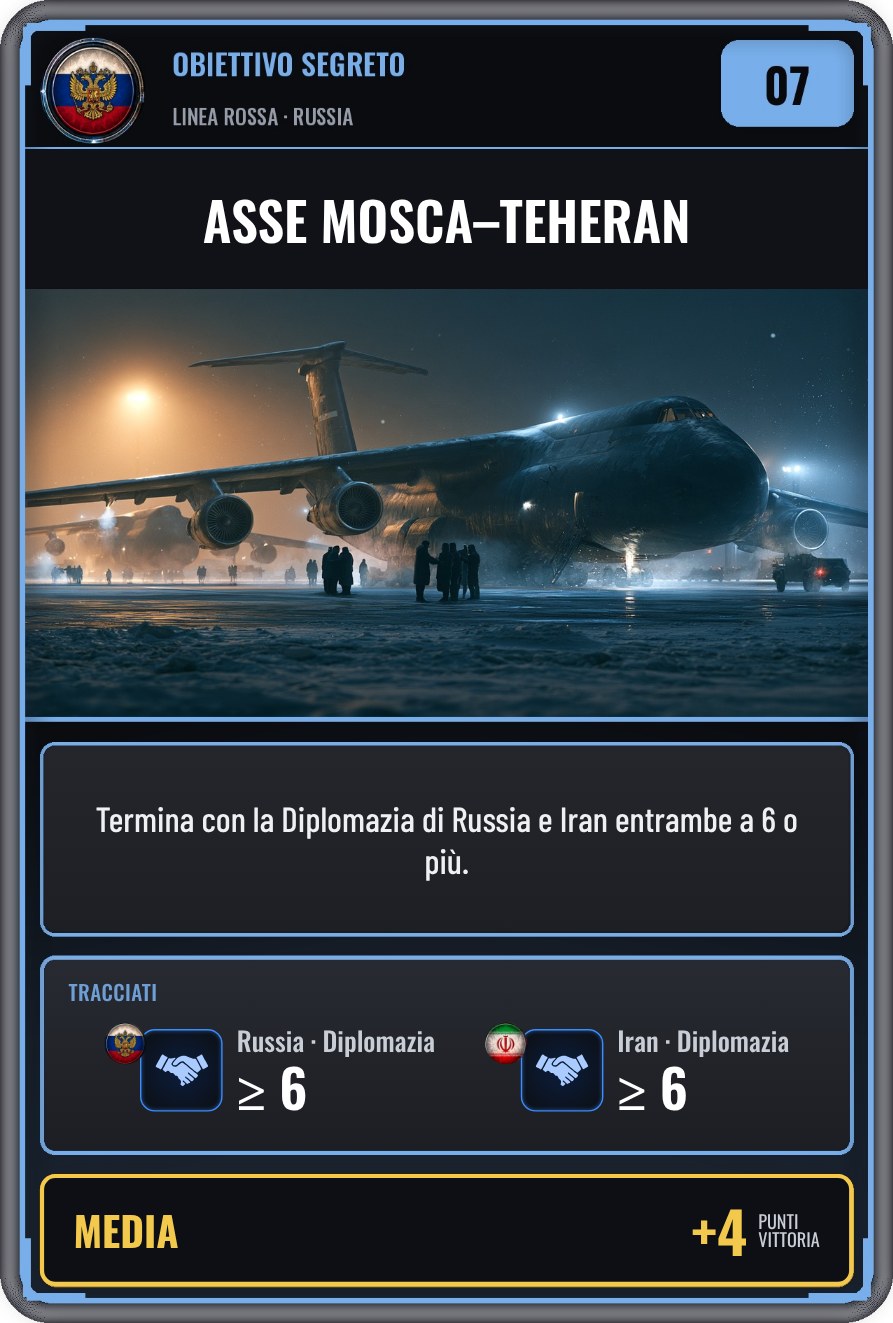 OBIETTIVO SEGRETO
LINEA ROSSA · RUSSIA
07
ASSE MOSCA–TEHERAN
Termina con la Diplomazia di Russia e Iran entrambe a 6 o
più.
TRACCIATI
Russia · Diplomazia
≥ 6
Iran · Diplomazia
≥ 6
MEDIA
+4
PUNTI
VITTORIA